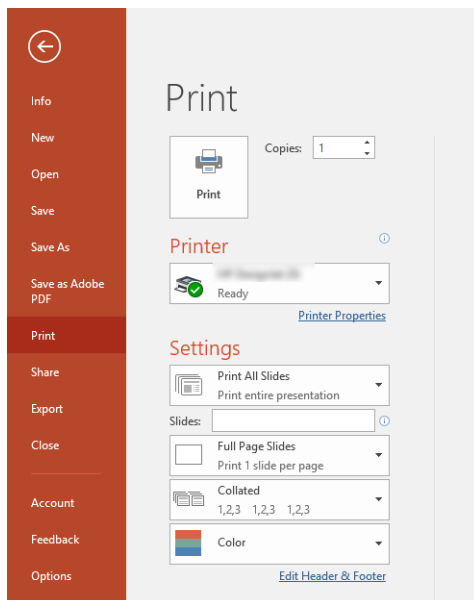 Info
New
Open
Save
Save As
Save as Adobe
PDF
Print
Share
Export
Close
Account
Feedback
Options
Print
Copies: 1
Print
Printer
Ready
Printer Properties
Settings
Print All Slides
Print entire presentation
Slides:
Full Page Slides
Print 1 slide per page
Collated
1,2,3 1,2,3 1,2,3
Color
Edit Header & Footer